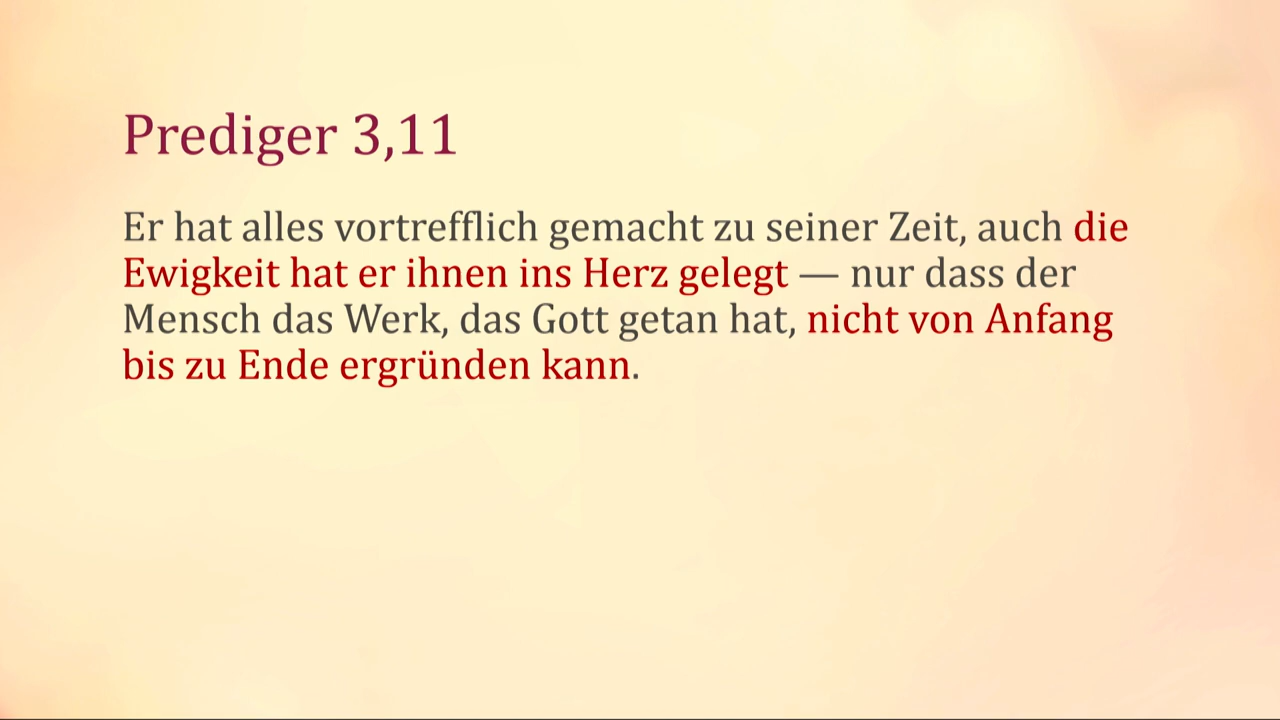 Prediger 3,11
Er hat alles vortrefflich gemacht zu seiner Zeit, auch die
Ewigkeit hat er ihnen ins Herz gelegt — nur dass der
Mensch das Werk, das Gott getan hat, nicht von Anfang
bis zu Ende ergründen kann.